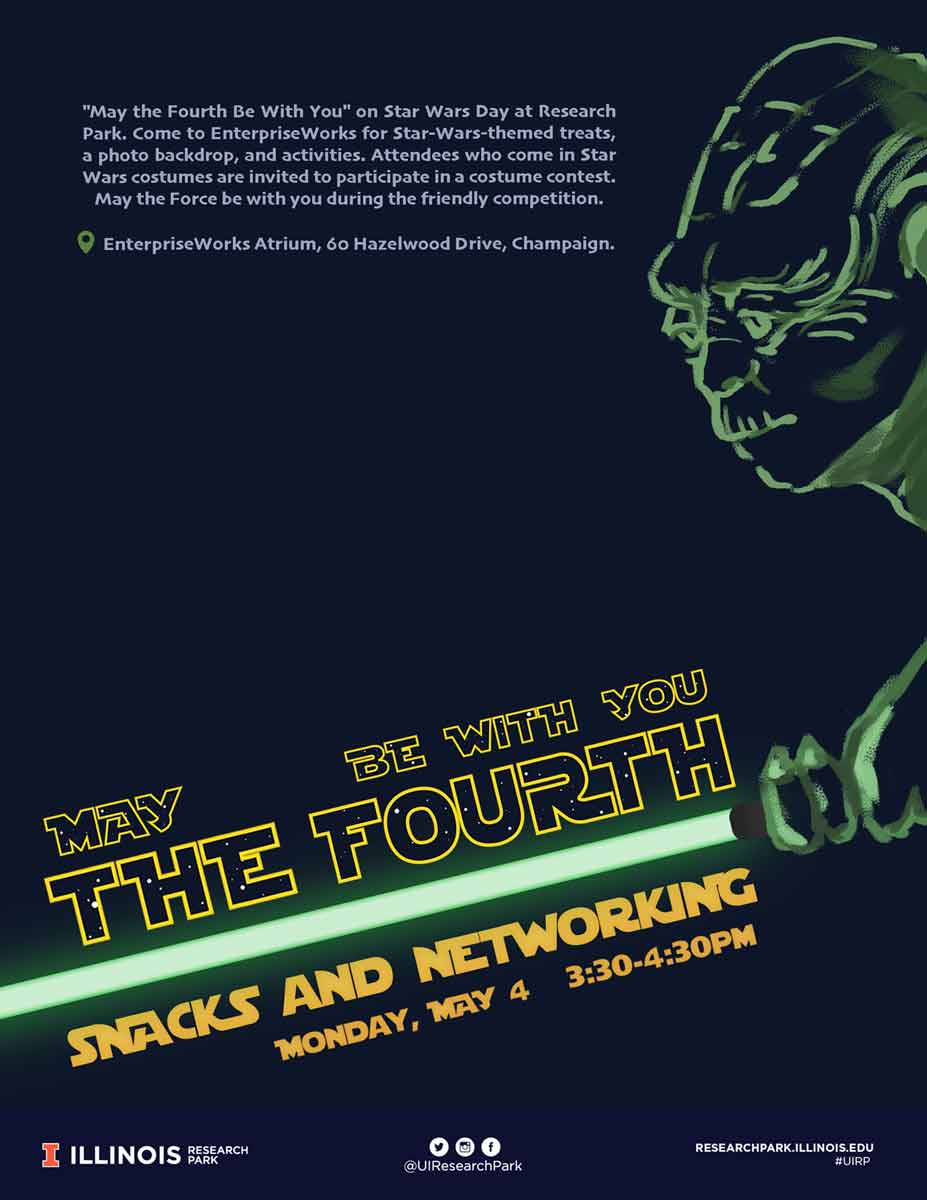 "May the Fourth Be With You" on Star Wars Day at Research
Park. Come to EnterpriseWorks for Star-Wars-themed treats,
a photo backdrop, and activities. Attendees who come in Star
Wars costumes are invited to participate in a costume contest.
May the Force be with you during the friendly competition.
EnterpriseWorks Atrium, 60 Hazelwood Drive, Champaign.
MAY
BE WITH YOU
THE FOURTH
SNACKS AND NETWORKING
MONDAY, MAY 4 3:30-4:30PM
I ILLINOIS RESEARCH
PARK
@UIResearchPark
RESEARCHPARK.ILLINOIS.EDU
#UIRP